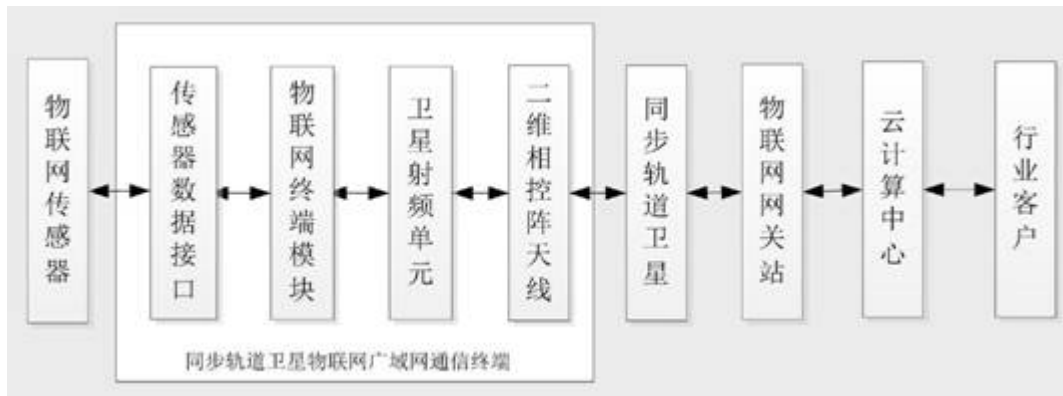 物联网传感器
传感器数据接口
物联网终端模块
卫星射频单元
二维相控阵天线
同步轨道卫星
物联网网关站
云计算中心
行业客户
同步轨道卫星物联网广域网通信终端